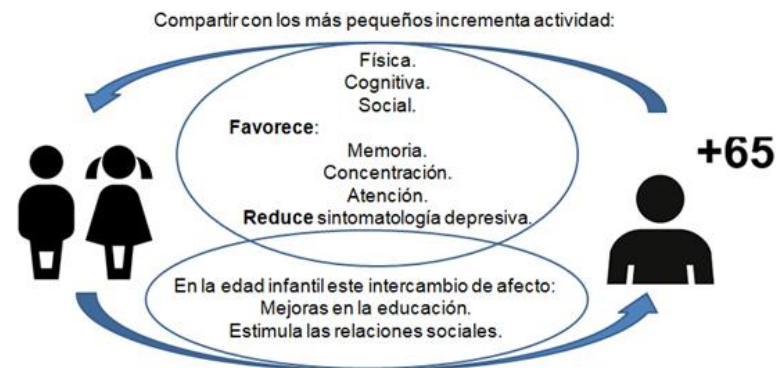 Compartir con los más pequeños incrementa actividad:
Física.
Cognitiva.
Social.
Favorece:
Memoria.
Concentración.
Atención.
Reduce sintomatología depresiva.
+65
En la edad infantil este intercambio de afecto:
Mejoras en la educación.
Estimula las relaciones sociales.